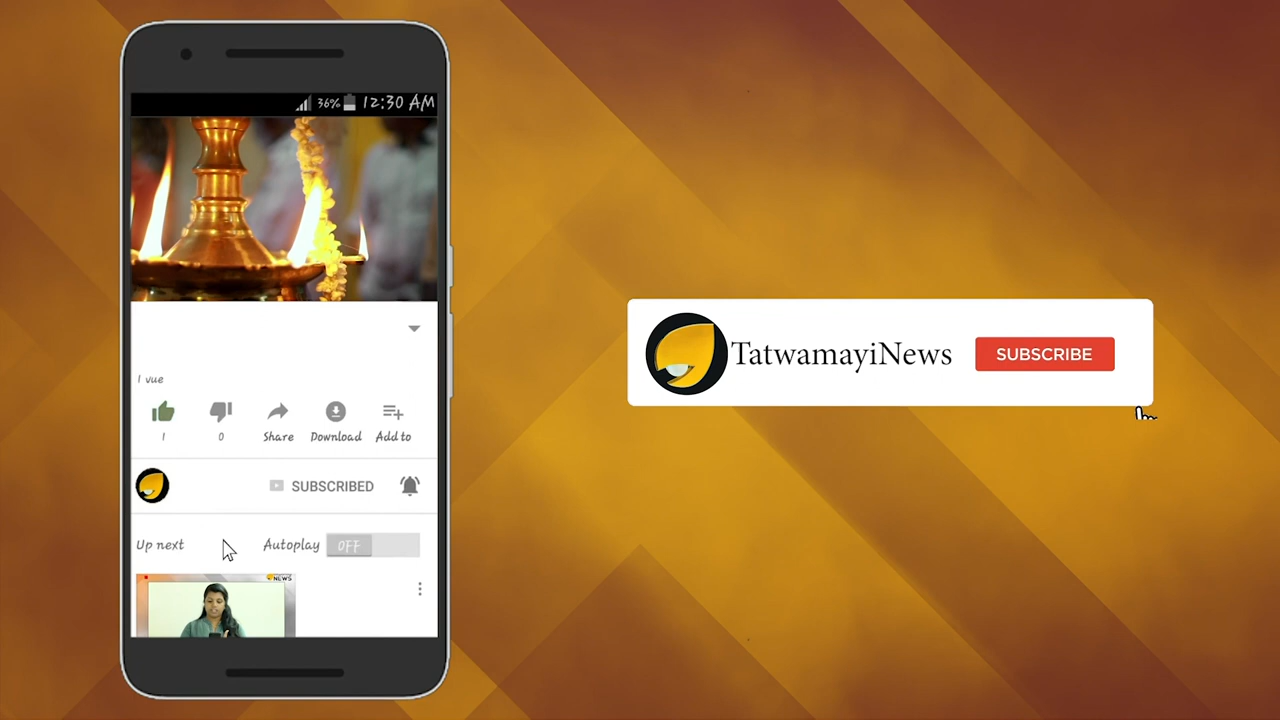 36% 12:30 AM
1 vue
1 0 Share Download Add to
SUBSCRIBED
Up next Autoplay OFF
NEWS
TatwamayiNews SUBSCRIBE